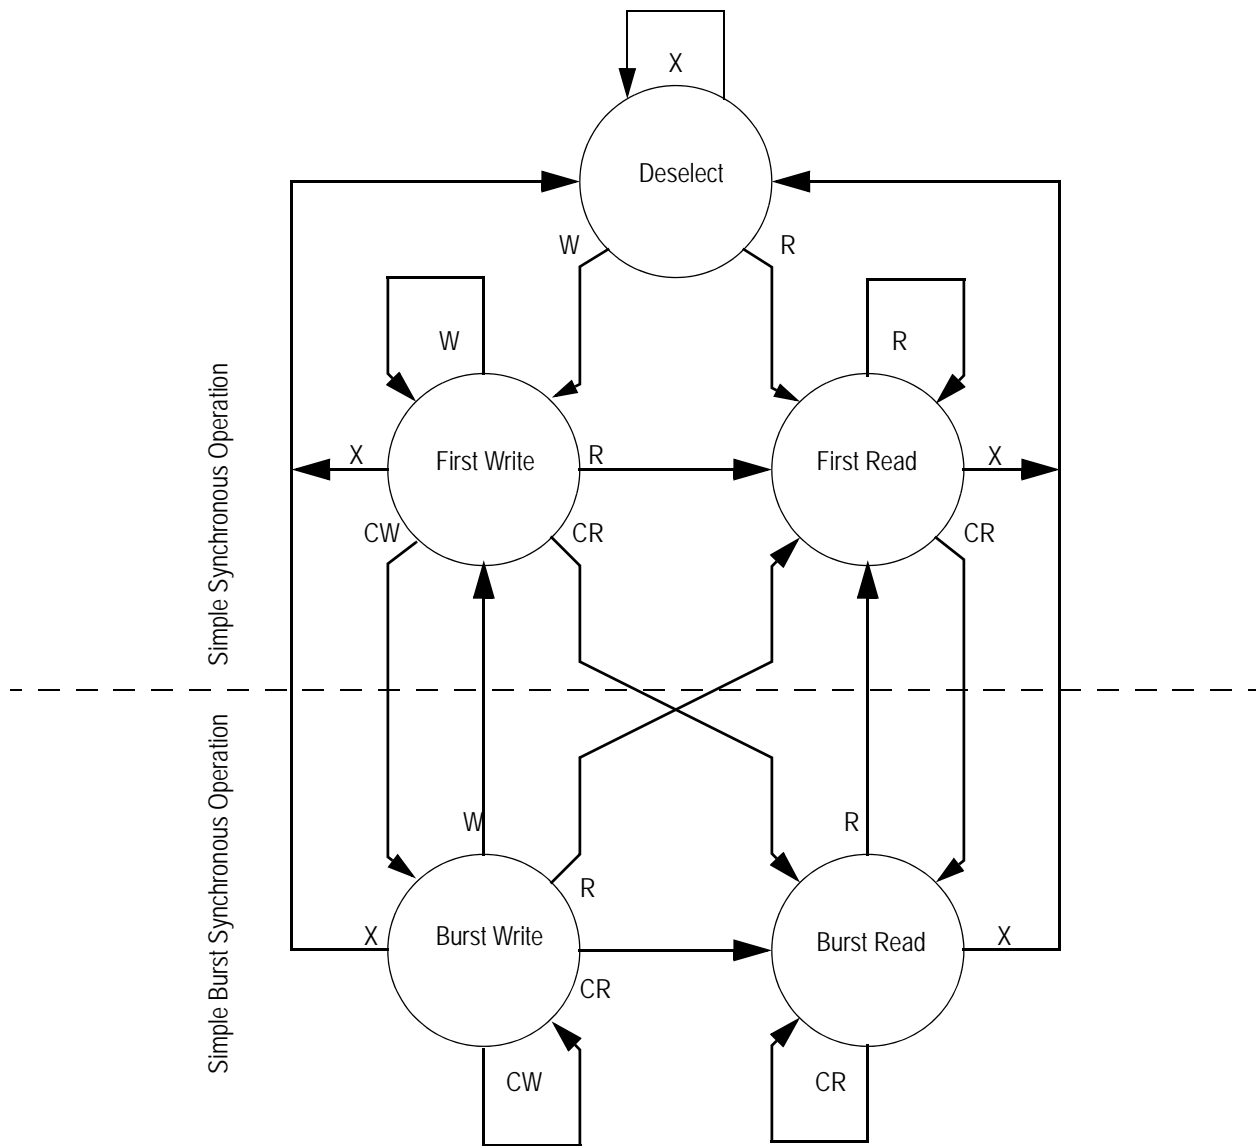 X
Deselect
W
R
W
R
Simple Synchronous Operation
X
First Write
R
First Read
X
CW
CR
CR
Simple Burst Synchronous Operation
W
R
R
X
Burst Write
Burst Read
X
CR
CW
CR